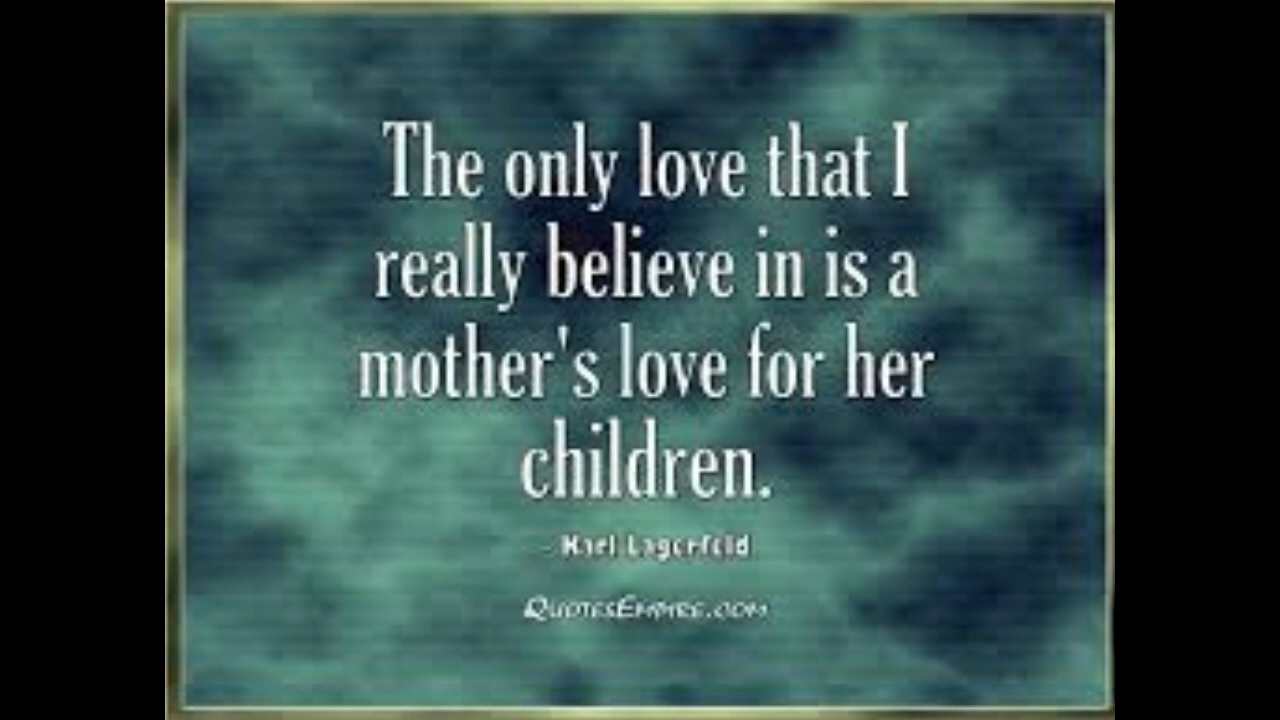 The only love that I
really believe in is a
mother's love for her
children.
- Karl Lagerfeld
QuotesEmpire.com